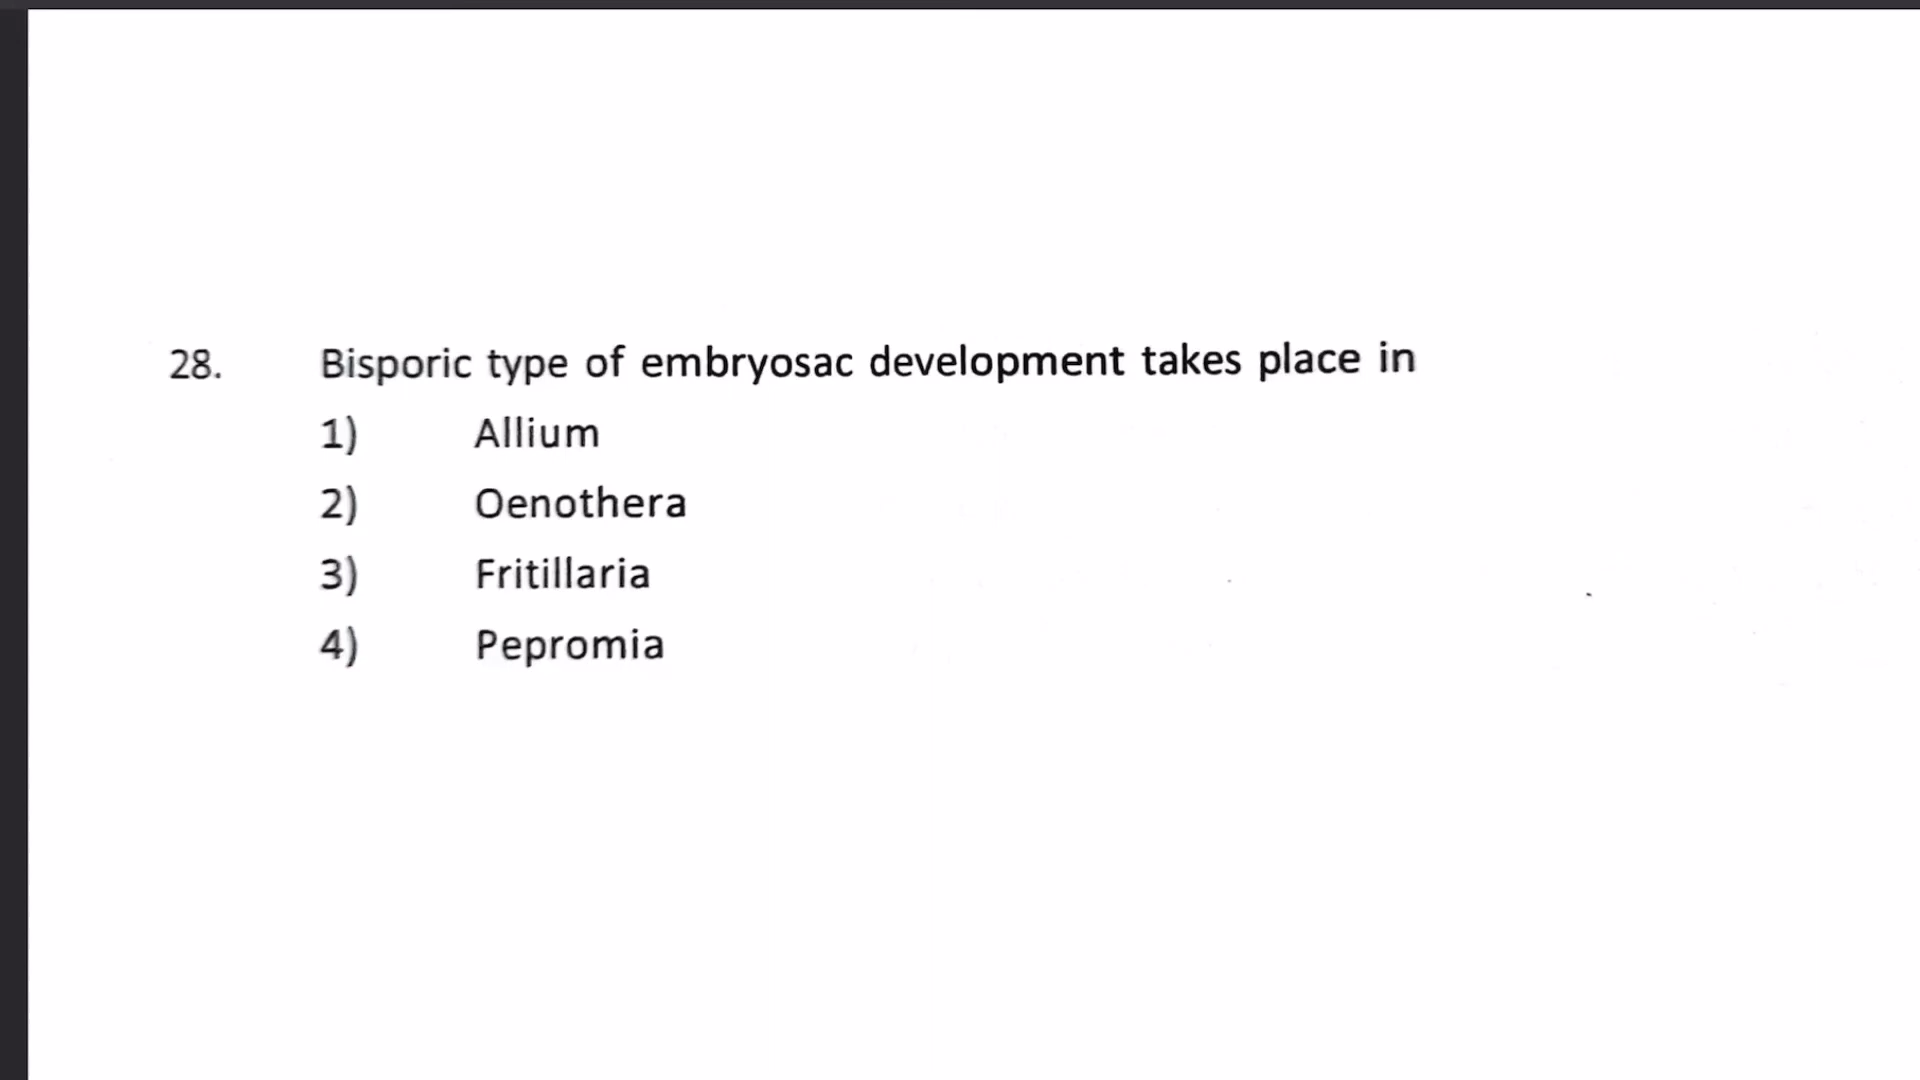 28. Bisporic type of embryosac development takes place in
1) Allium
2) Oenothera
3) Fritillaria
4) Pepromia